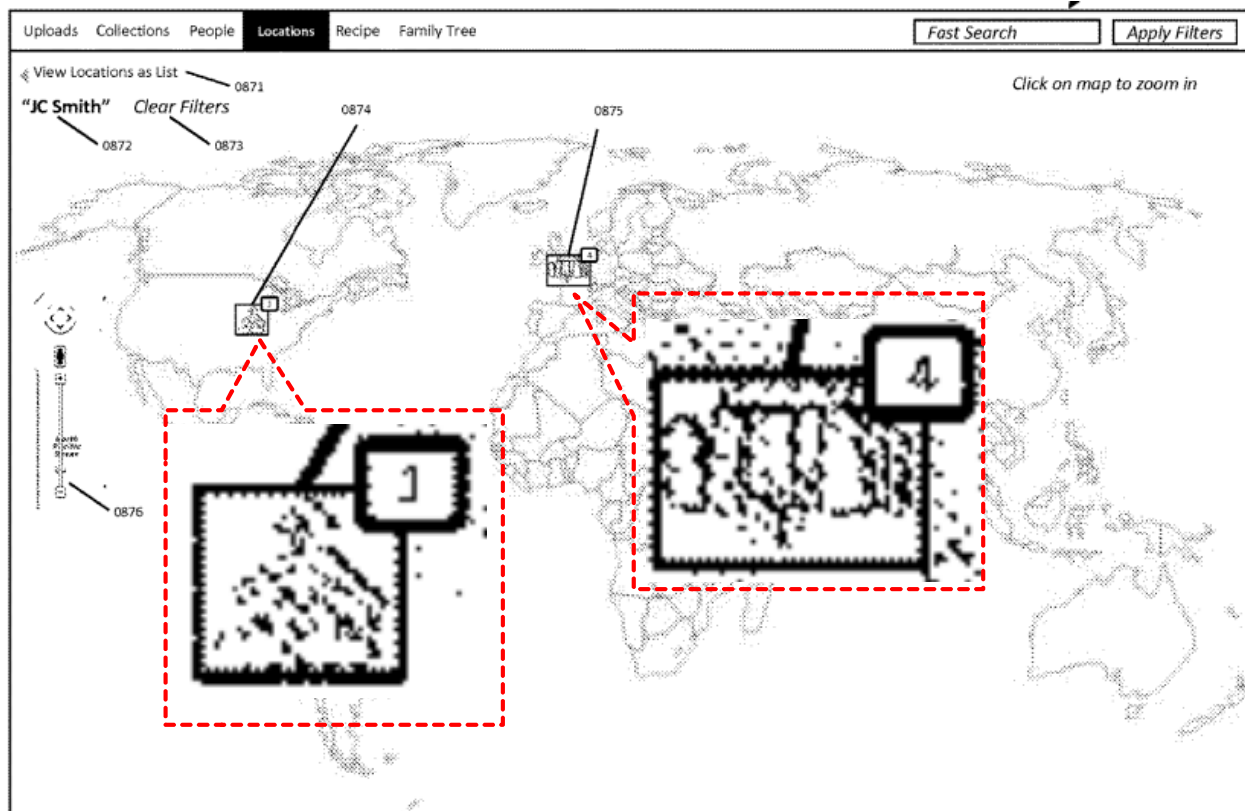 Uploads Collections People Locations Recipe Family Tree Fast Search Apply Filters
View Locations as List
0871
Click on map to zoom in
"JC Smith" Clear Filters
0872
0873
0874
0875
4
4
0876